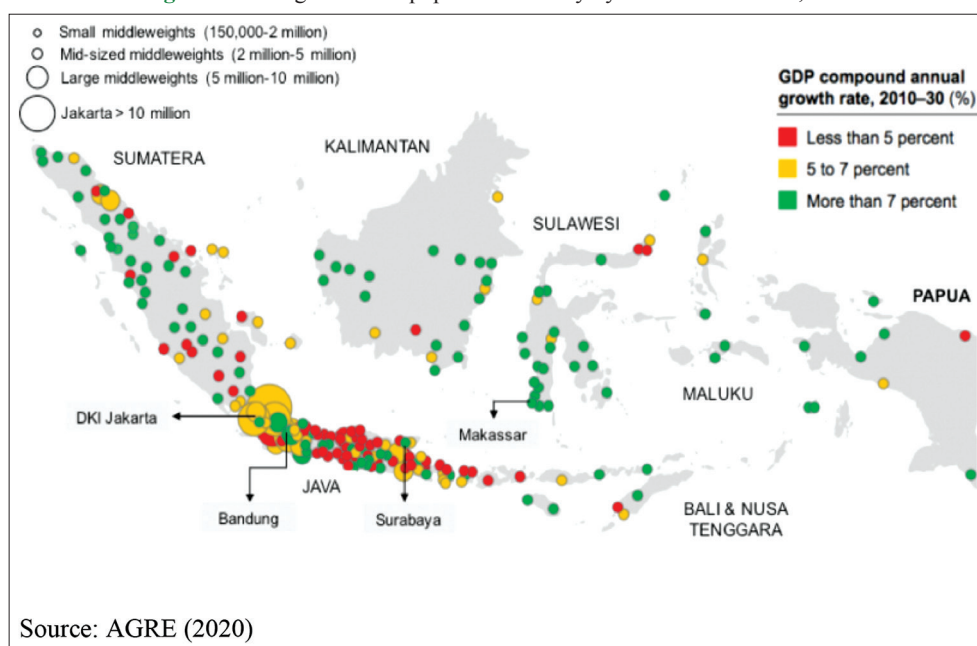 Small middleweights (150,000-2 million)
Mid-sized middleweights (2 million-5 million)
Large middleweights (5 million-10 million)
Jakarta > 10 million
GDP compound annual
growth rate, 2010–30 (%)
Less than 5 percent
5 to 7 percent
More than 7 percent
SUMATERA
KALIMANTAN
SULAWESI
PAPUA
MALUKU
DKI Jakarta
Makassar
JAVA
Bandung
Surabaya
BALI & NUSA
TENGGARA
Source: AGRE (2020)